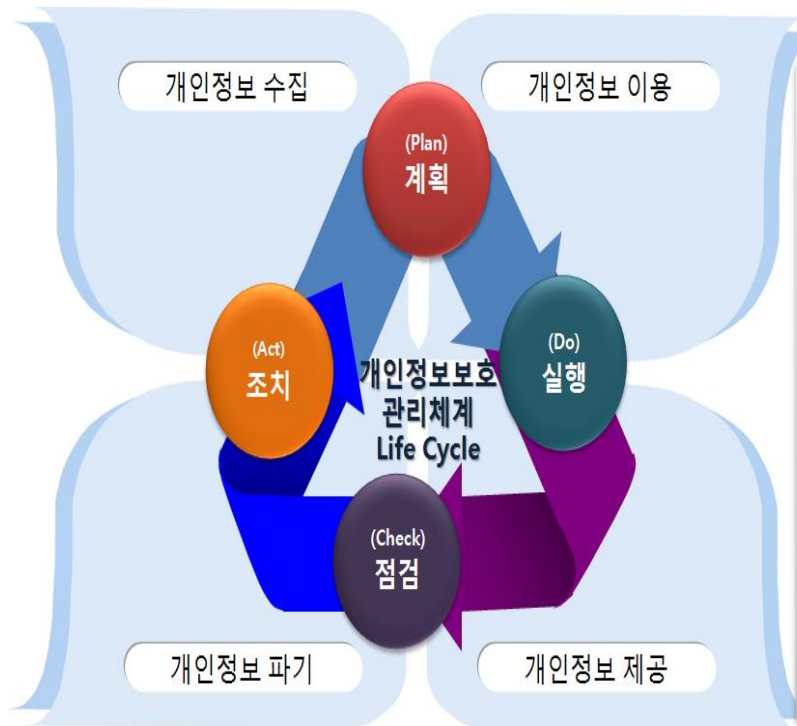 개인정보 수집
개인정보 이용
(Plan)
계획
(Act)
조치
(Do)
실행
개인정보보호
관리체계
Life Cycle
(Check)
점검
개인정보 파기
개인정보 제공